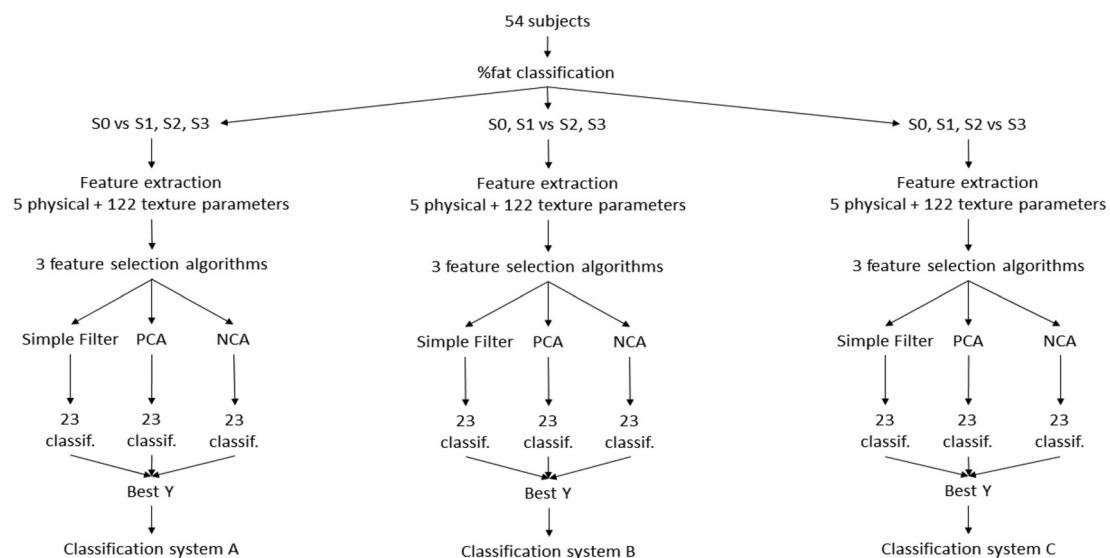 54 subjects
%fat classification
S0 vs S1, S2, S3
S0, S1 vs S2, S3
S0, S1, S2 vs S3
Feature extraction
5 physical + 122 texture parameters
Feature extraction
5 physical + 122 texture parameters
Feature extraction
5 physical + 122 texture parameters
3 feature selection algorithms
3 feature selection algorithms
3 feature selection algorithms
Simple Filter PCA NCA
Simple Filter PCA NCA
Simple Filter PCA NCA
23 23 23
classif. classif. classif.
23 23 23
classif. classif. classif.
23 23 23
classif. classif. classif.
Best Y
Best Y
Best Y
Classification system A
Classification system B
Classification system C